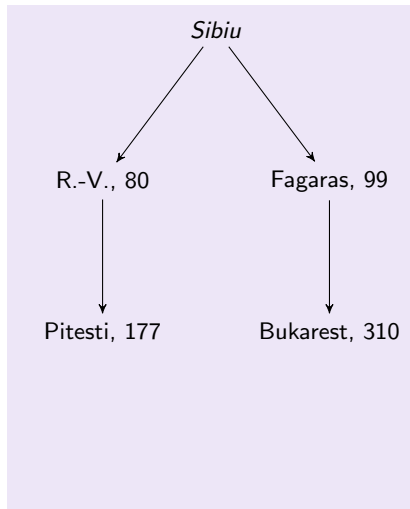 Sibiu
R.-V., 80
Fagaras, 99
Pitesti, 177
Bukarest, 310